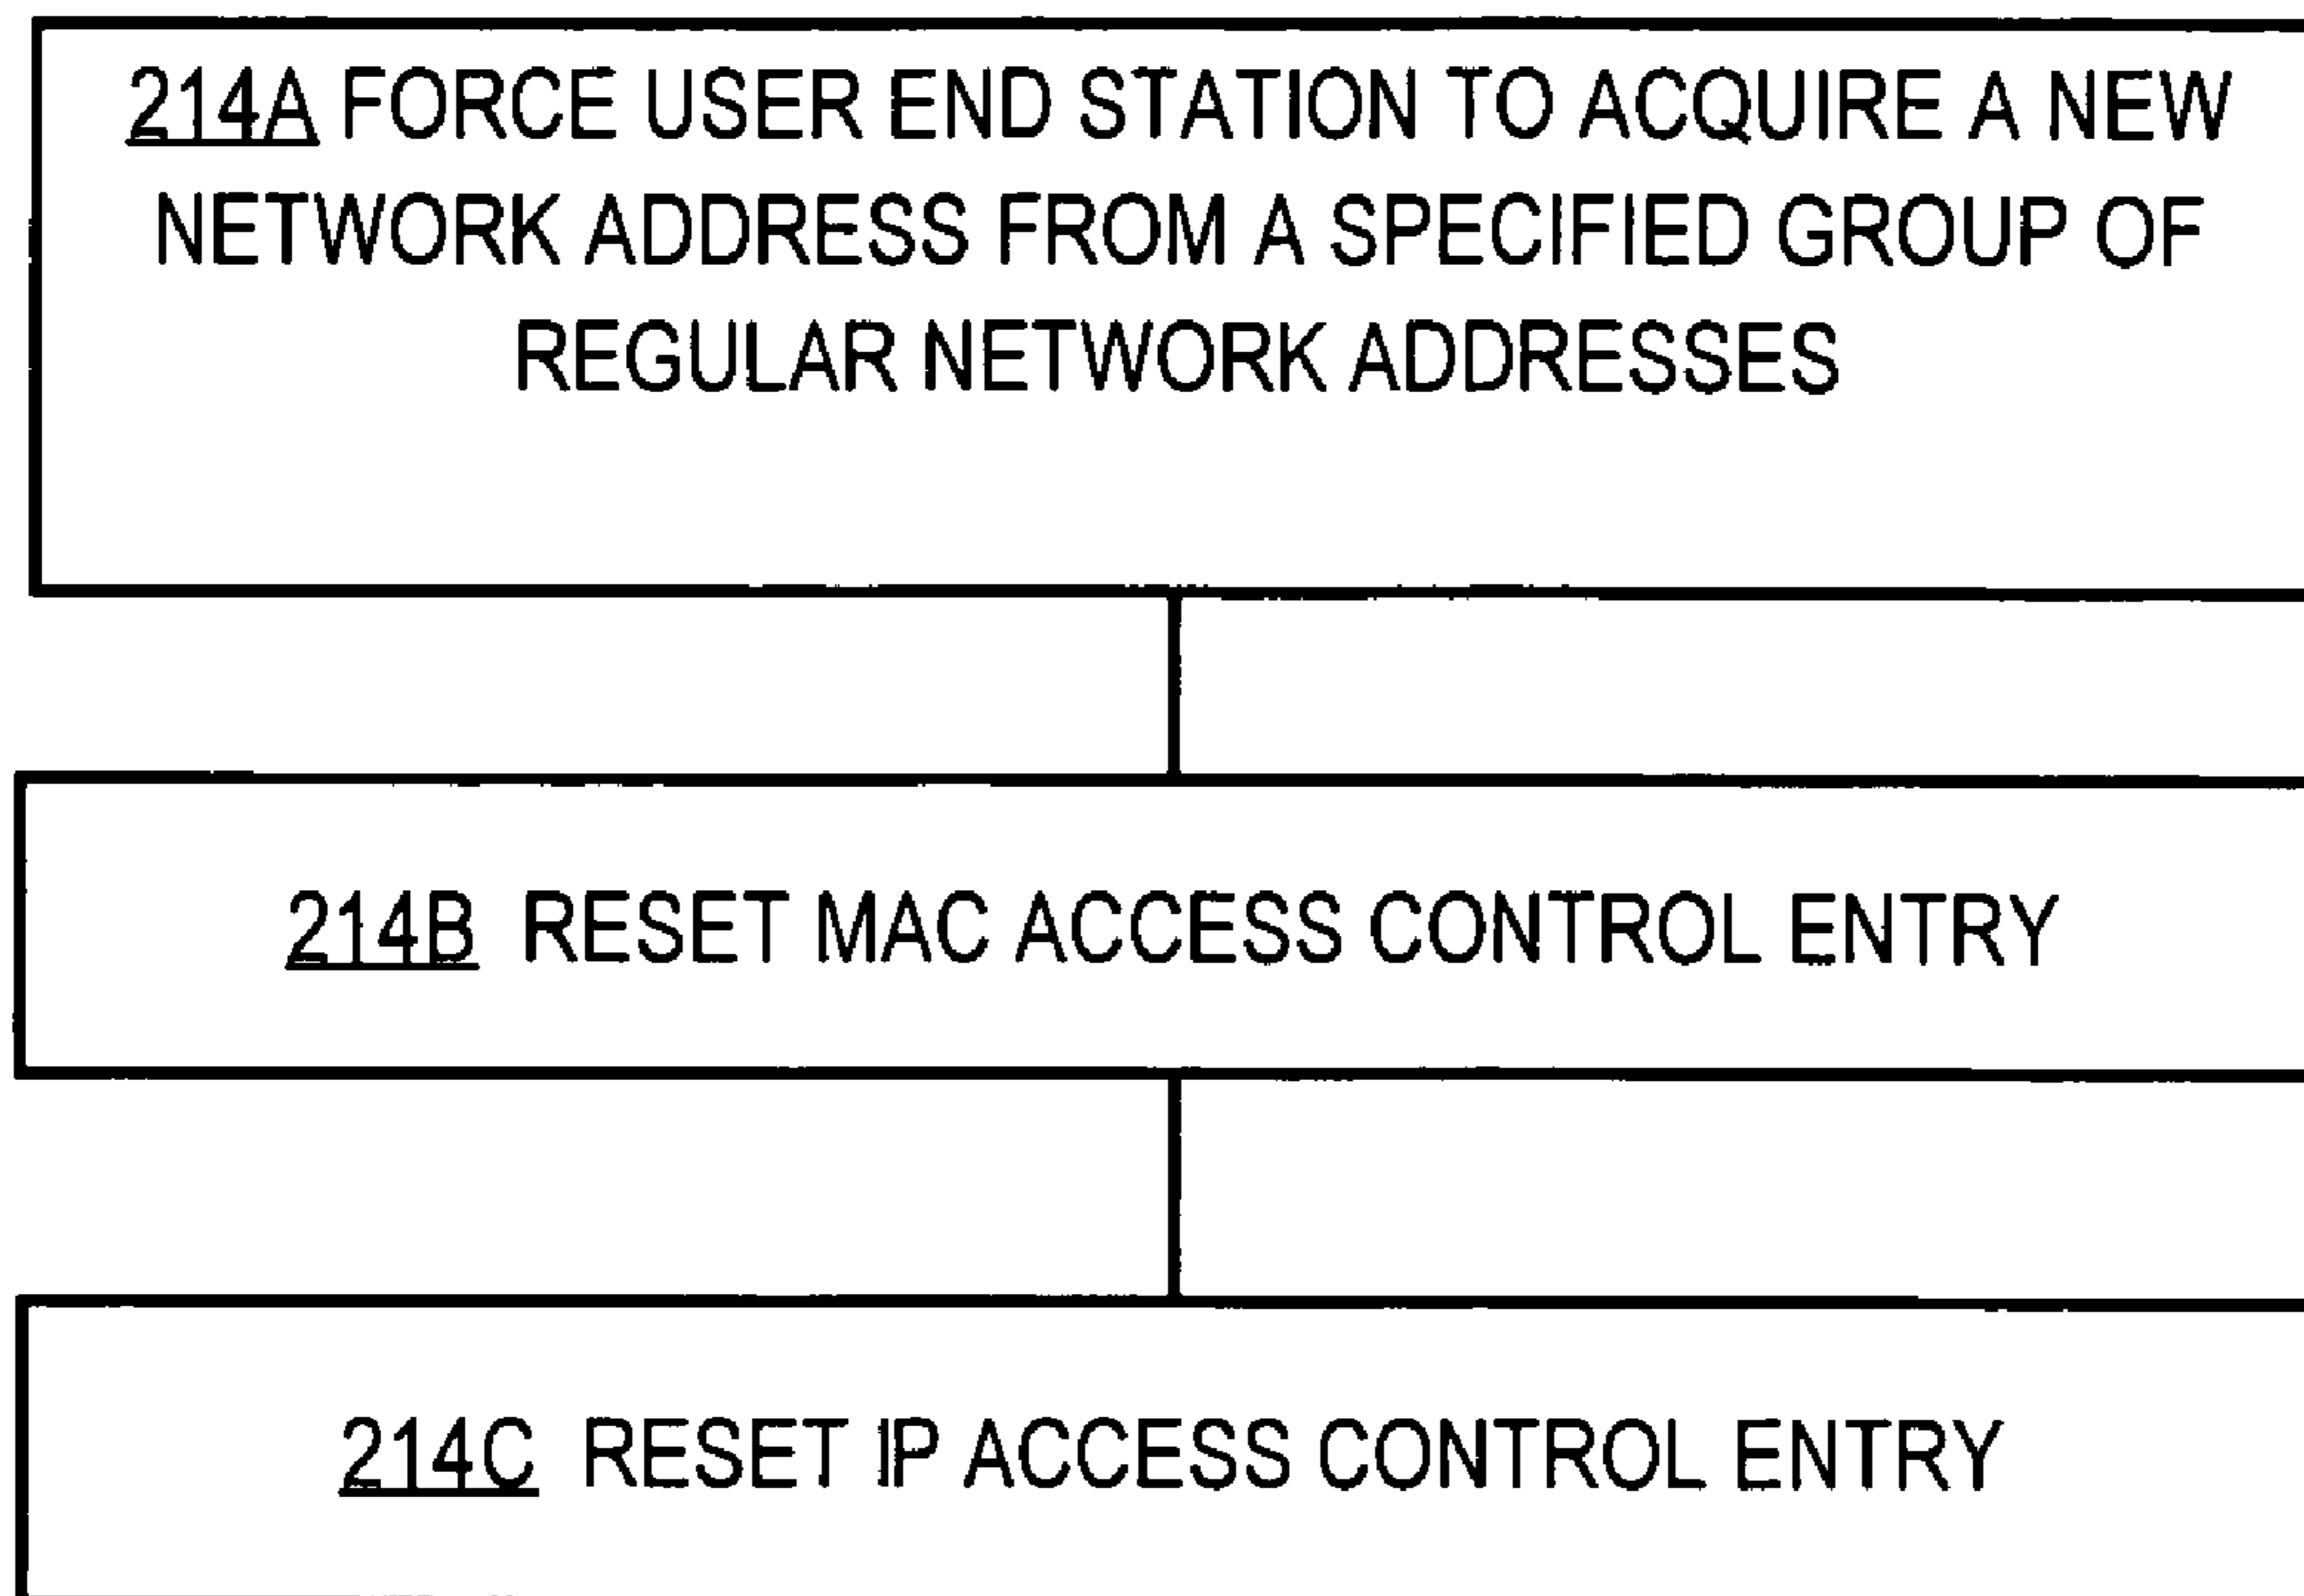 214A FORCE USER END STATION TO ACQUIRE A NEW
NETWORK ADDRESS FROM A SPECIFIED GROUP OF
REGULAR NETWORK ADDRESSES
214B RESET MAC ACCESS CONTROL ENTRY
214C RESET IP ACCESS CONTROL ENTRY